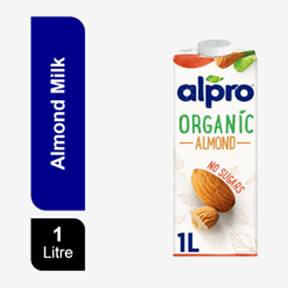 Almond Milk
1
Litre
alpro
ORGANIC
ALMOND
NO SUGARS
1L